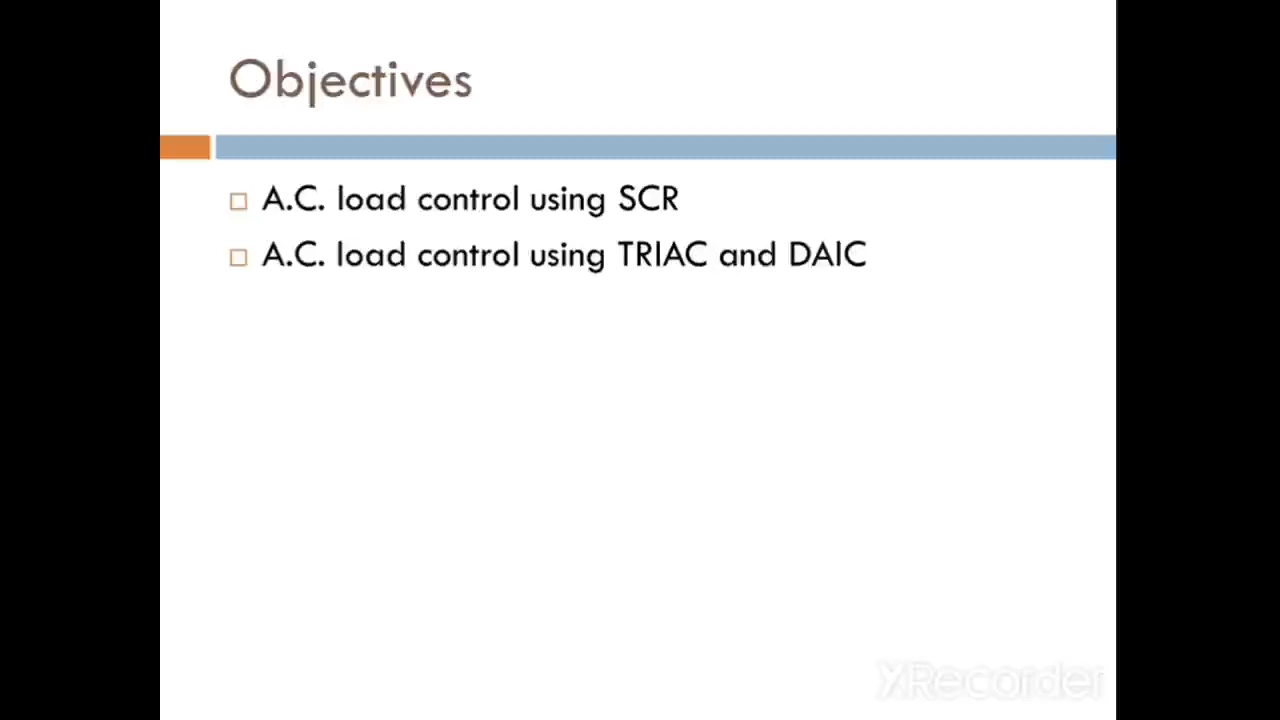 Objectives
A.C. load control using SCR
A.C. load control using TRIAC and DAIC
XRecorder